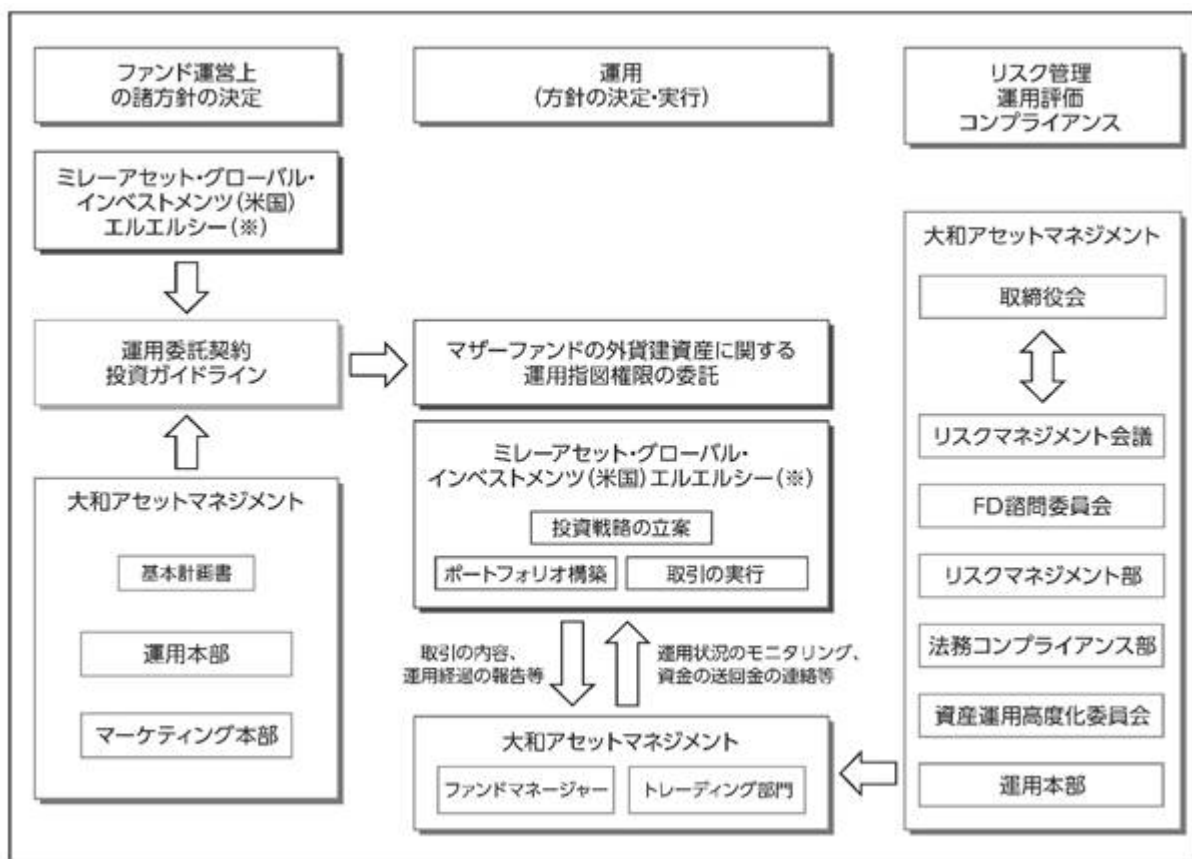 ファンド運営上
の諸方針の決定
運用
(方針の決定・実行)
リスク管理
運用評価
コンプライアンス
ミレーアセット・グローバル・
インベストメンツ(米国)
エルエルシー(※)
運用委託契約
投資ガイドライン
大和アセットマネジメント
基本計画書
運用本部
マーケティング本部
マザーファンドの外貨建資産に関する
運用指図権限の委託
ミレーアセット・グローバル・
インベストメンツ(米国)エルエルシー(※)
投資戦略の立案
ポートフォリオ構築
取引の実行
取引の内容、
運用経過の報告等
運用状況のモニタリング、
資金の送回金の連絡等
大和アセットマネジメント
ファンドマネージャー
トレーディング部門
大和アセットマネジメント
取締役会
リスクマネジメント会議
FD諮問委員会
リスクマネジメント部
法務コンプライアンス部
資産運用高度化委員会
運用本部